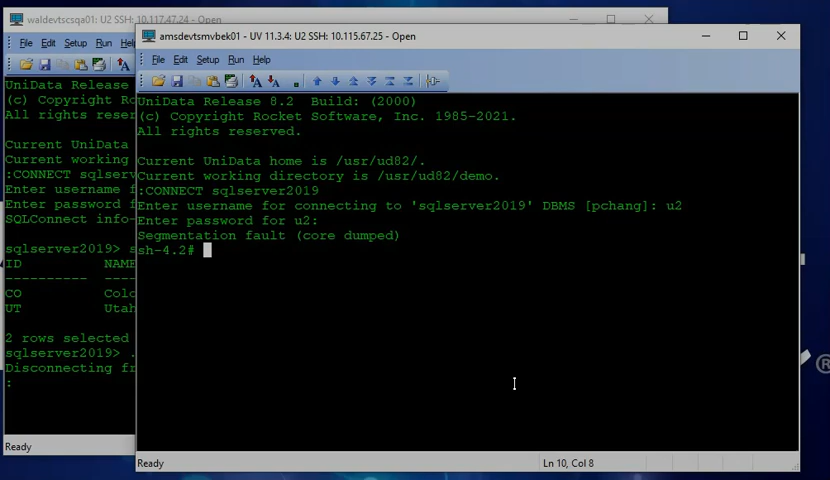 waldevtscsqa01: U2 SSH: 10.117.47.24 - Open
File Edit Setup Run Help
UniData
(c) Copyright Ro
All rights reser
Current UniData
Current working
:CONNECT sqlserv
Enter username f
Enter password f
SQLConnect info-
sqlserver2019> s
ID NAME
---------- ----
CO Colo
UT Utah
2 rows selected
sqlserver2019> .
Disconnecting fr
:
Ready
amsdevtsmvbek01 - UV 11.3.4: U2 SSH: 10.115.67.25 - Open
File Edit Setup Run Help
UniData Release 8.2 Build: (2000)
(c) Copyright Rocket Software, Inc. 1985-2021.
All rights reserved.
Current UniData home is /usr/ud82/.
Current working directory is /usr/ud82/demo.
:CONNECT sqlserver2019
Enter username for connecting to 'sqlserver2019' DBMS [pchang]: u2
Enter password for u2:
Segmentation fault (core dumped)
sh-4.2#
Ready Ln 10, Col 8
®